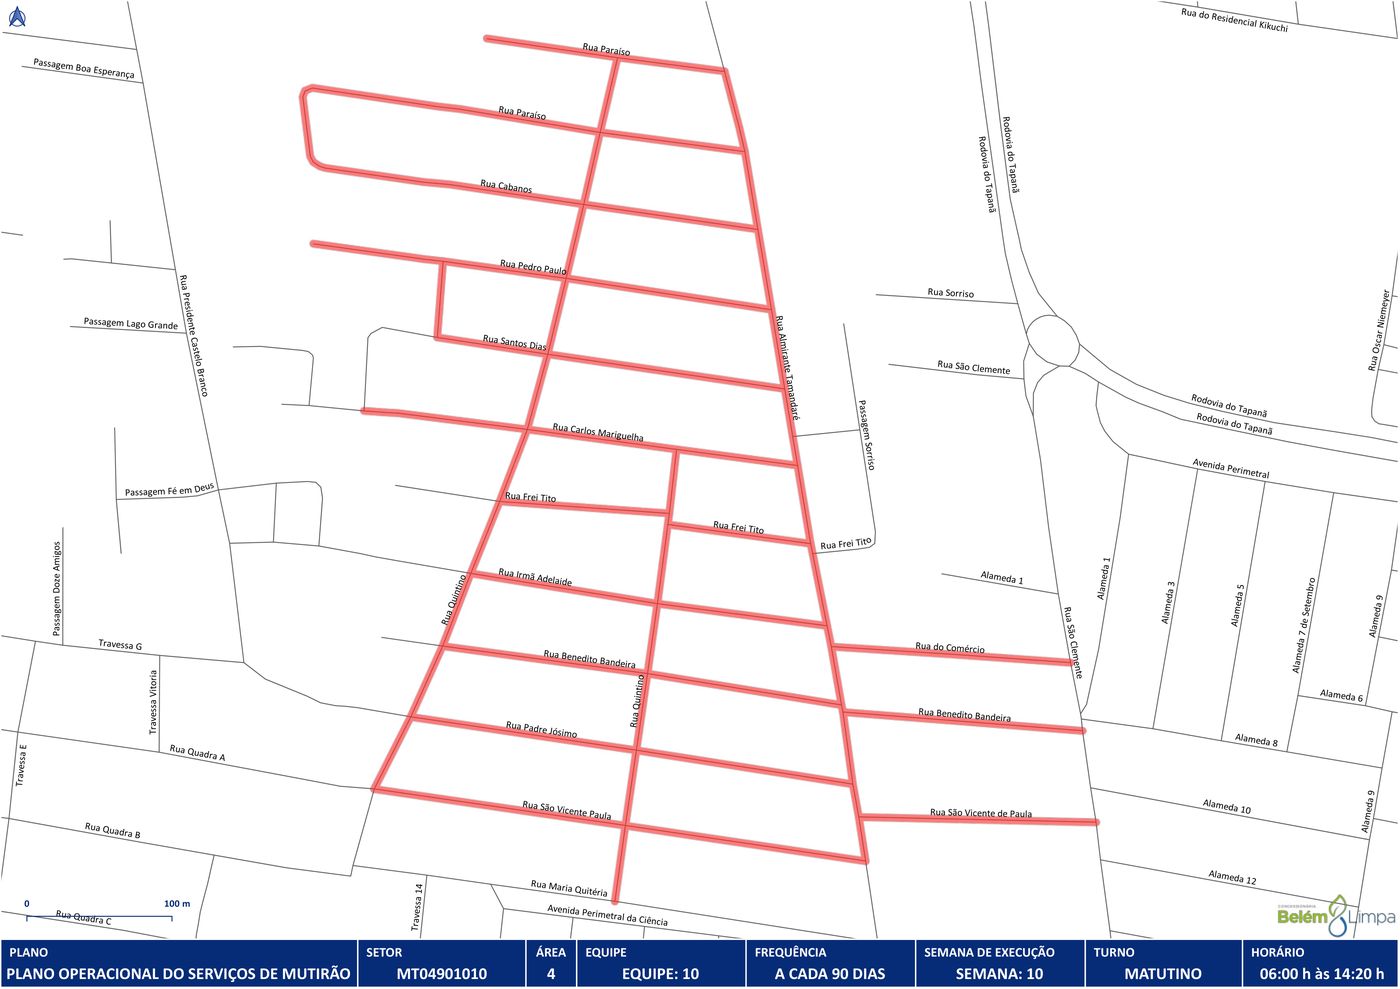 Rua do Residencial Kikuchi
Rua Paraíso
Passagem Boa Esperança
Rua Paraíso
Rodovia do Tapanã
Rodovia do Tapanã
Rua Cabanos
Rua Pedro Paulo
Rua Presidente Castelo Branco
Rua Sorriso
Rua Oscar Niemeyer
Passagem Lago Grande
Rua Almirante Tamandaré
Rua Santos Dias
Rua São Clemente
Rodovia do Tapanã
Rodovia do Tapanã
Passagem Sorriso
Rua Carlos Mariguelha
Avenida Perimetral
Passagem Fé em Deus
Rua Frei Tito
Rua Frei Tito
Rua Frei Tito
Passagem Doze Amigos
Rua Quintino
Rua Irmã Adelaide
Alameda 1
Alameda 1
Alameda 3
Alameda 5
Alameda 7 de Setembro
Alameda 9
Rua São Clemente
Travessa G
Rua do Comércio
Rua Benedito Bandeira
Travessa Vitoria
Rua Quintino
Alameda 6
Rua Benedito Bandeira
Rua Padre Jósimo
Alameda 8
Rua Quadra A
Travessa E
Rua São Vicente Paula
Rua São Vicente de Paula
Alameda 10
Alameda 9
Rua Quadra B
Alameda 12
Rua Maria Quitéria
Travessa 14
Avenida Perimetral da Ciência
0 100 m
Rua Quadra C
CONCESSIONÁRIA
Belém Limpa
PLANO
PLANO OPERACIONAL DO SERVIÇOS DE MUTIRÃO
SETOR
MT04901010
ÁREA
4
EQUIPE
EQUIPE: 10
FREQUÊNCIA
A CADA 90 DIAS
SEMANA DE EXECUÇÃO
SEMANA: 10
TURNO
MATUTINO
HORÁRIO
06:00 h às 14:20 h